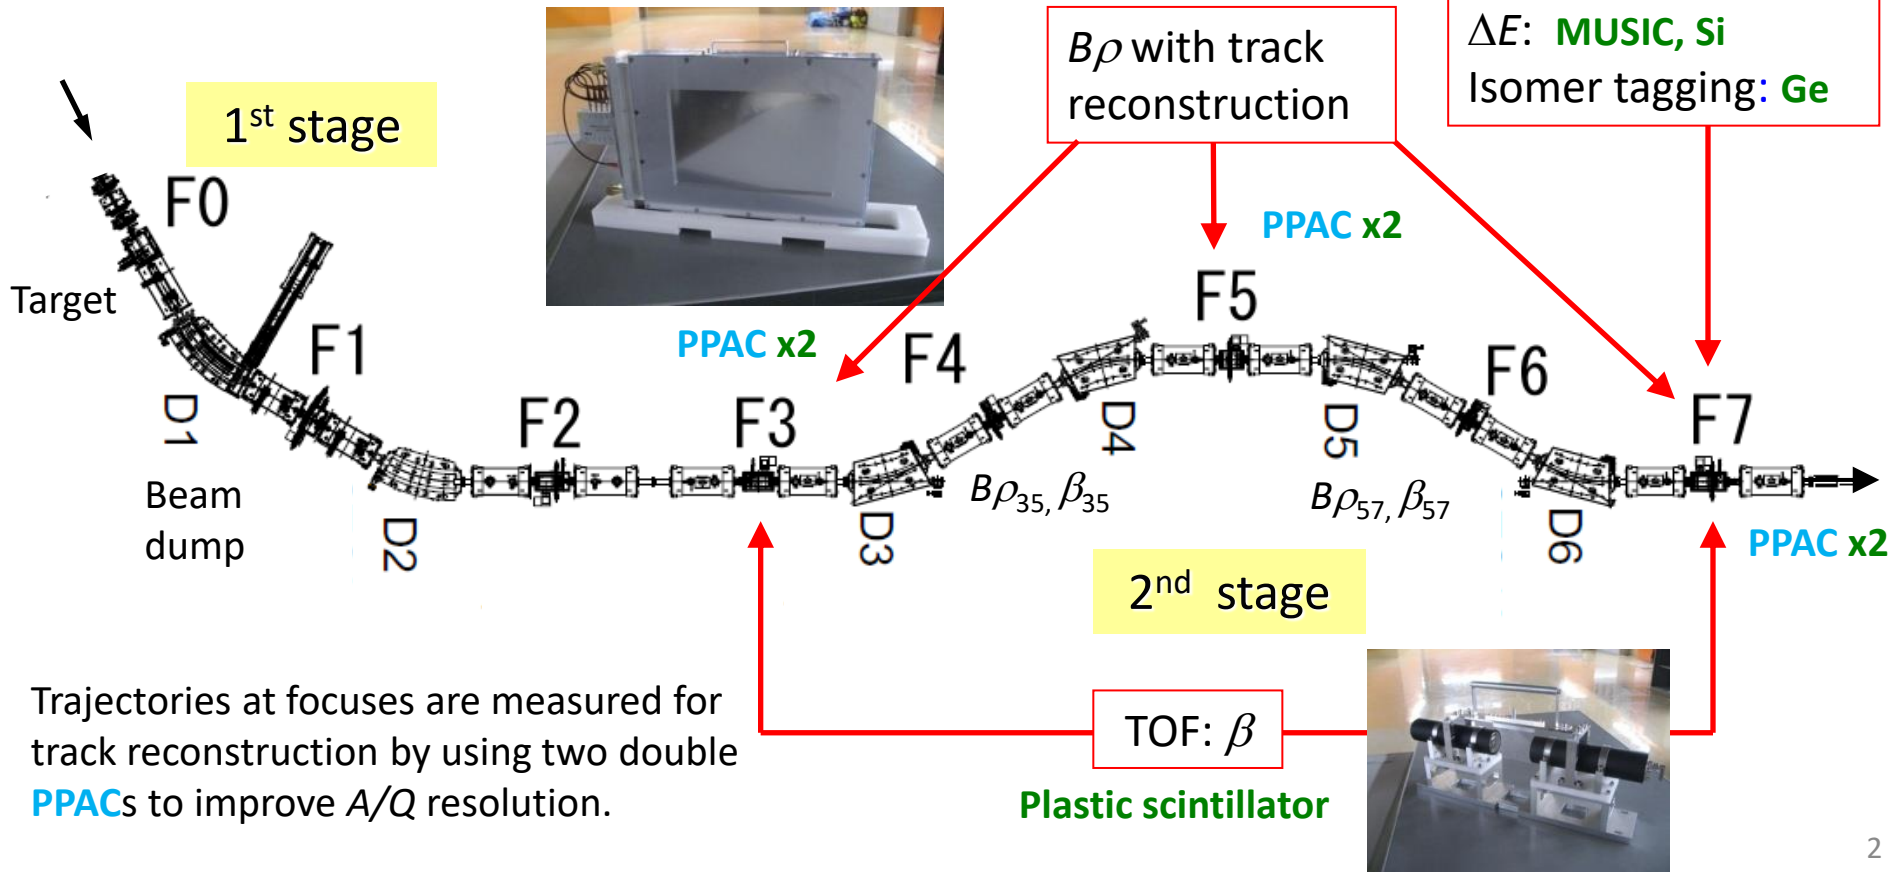 1st stage
Bρ with track
reconstruction
ΔE: MUSIC, Si
Isomer tagging: Ge
F0
Target
PPAC x2
F5
F1
PPAC x2
F4
F6
D1
F2
F3
D4
D5
F7
Beam
dump
D2
D3
Bρ35, β35
Bρ57, β57
D6
PPAC x2
2nd stage
Trajectories at focuses are measured for
track reconstruction by using two double
PPACs to improve A/Q resolution.
TOF: β
Plastic scintillator
2